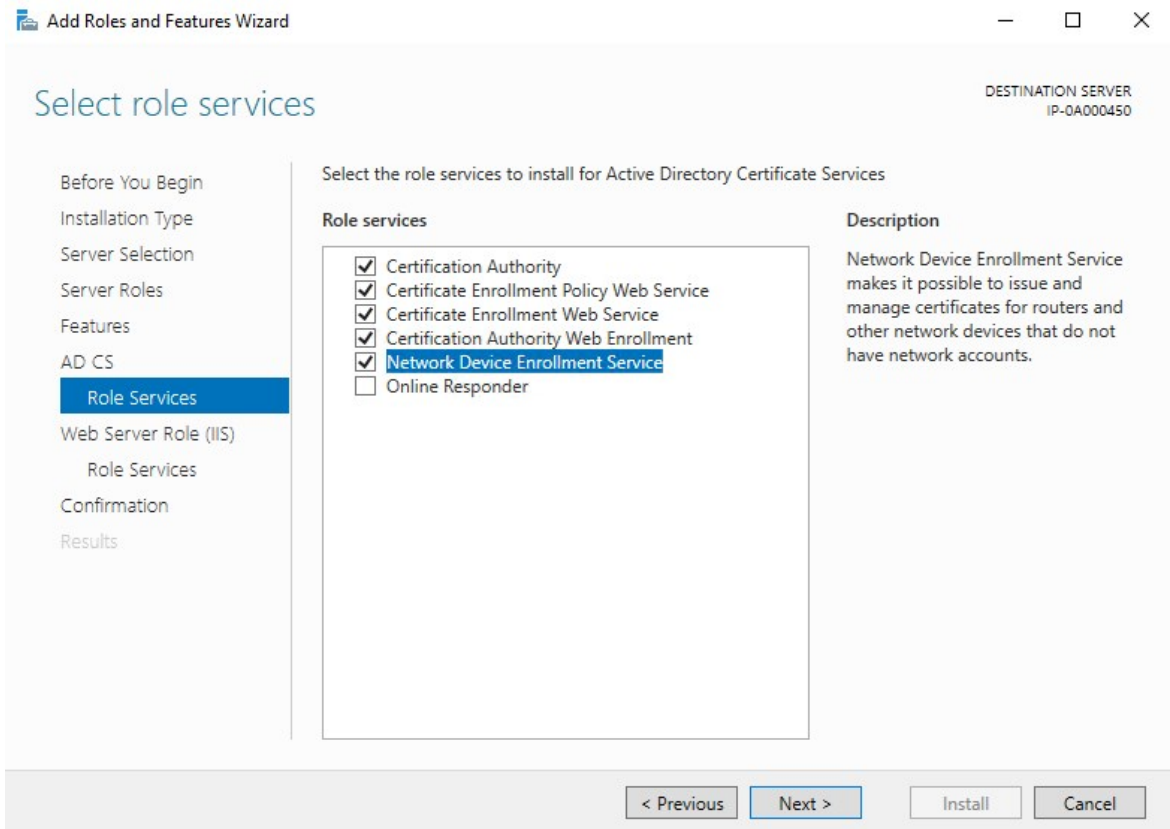 Add Roles and Features Wizard
Select role services
DESTINATION SERVER
IP-0A000450
Before You Begin
Installation Type
Server Selection
Server Roles
Features
AD CS
Role Services
Web Server Role (IIS)
Role Services
Confirmation
Results
Select the role services to install for Active Directory Certificate Services
Role services
Certification Authority
Certificate Enrollment Policy Web Service
Certificate Enrollment Web Service
Certification Authority Web Enrollment
Network Device Enrollment Service
Online Responder
Description
Network Device Enrollment Service
makes it possible to issue and
manage certificates for routers and
other network devices that do not
have network accounts.
< Previous
Next >
Install
Cancel